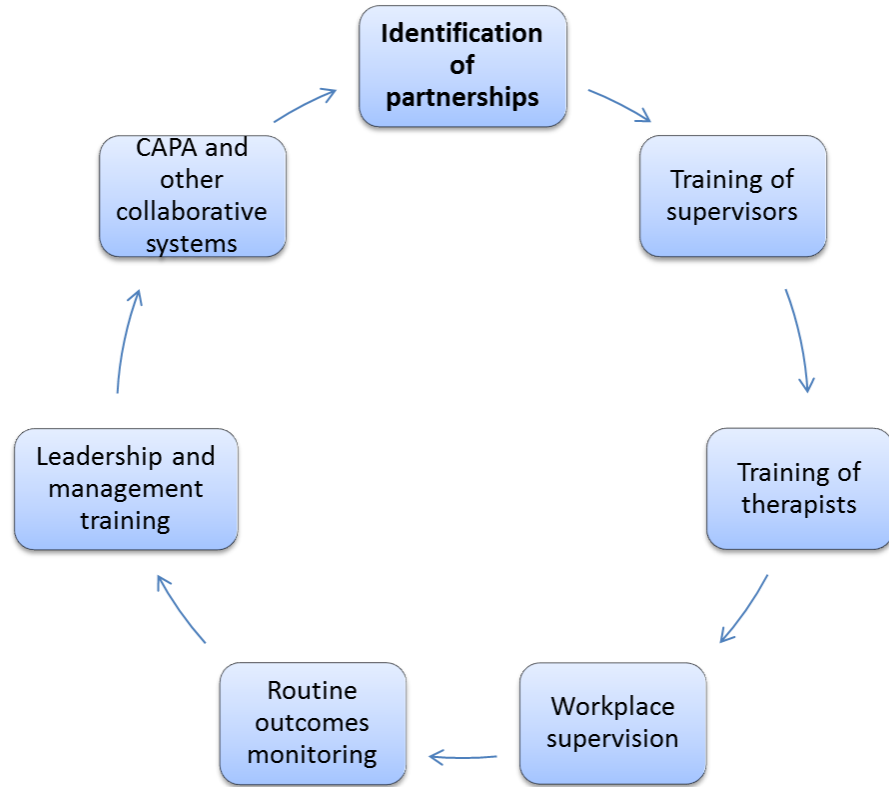 Identification
of
partnerships
Training of
supervisors
Training of
therapists
Workplace
supervision
Routine
outcomes
monitoring
Leadership and
management
training
CAPA and
other
collaborative
systems